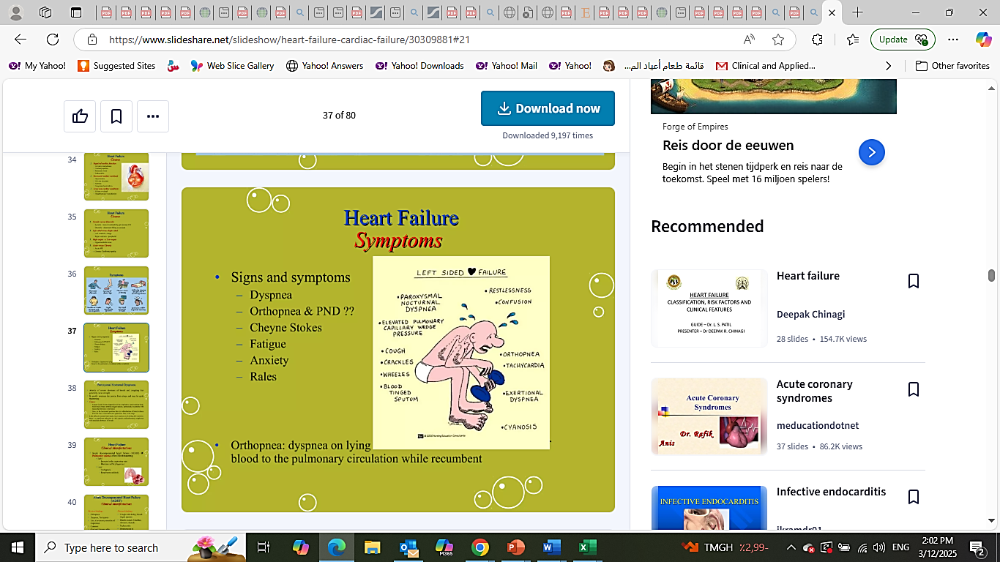 https://www.slideshare.net/slideshow/heart-failure-cardiac-failure/30309881#21
Update
My Yahoo!
Suggested Sites
Web Slice Gallery
Yahoo! Answers
Yahoo! Downloads
Yahoo! Mail
Yahoo!
قائمة طعام أعياد الم...
Clinical and Applied...
Other favorites
37 of 80
Download now
Downloaded 9,197 times
34
35
36
37
38
39
40
Heart Failure
Symptoms
• Signs and symptoms
– Dyspnea
– Orthopnea & PND ??
– Cheyne Stokes
– Fatigue
– Anxiety
– Rales
LEFT SIDED FAILURE
• PAROXYSMAL
NOCTURNAL
DYSPNEA
• ELEVATED PULMONARY
CAPILLARY WEDGE
PRESSURE
• COUGH
• CRACKLES
• WHEEZES
• BLOOD
TINGED
SPUTUM
• RESTLESSNESS
• CONFUSION
• ORTHOPNEA
• TACHYCARDIA
• EXERTIONAL
DYSPNEA
• CYANOSIS
• Orthopnea: dyspnea on lying
blood to the pulmonary circulation while recumbent
Forge of Empires
Reis door de eeuwen
Begin in het stenen tijdperk en reis naar de
toekomst. Speel met 16 miljoen spelers!
Recommended
HEART FAILURE
CLASSIFICATION, RISK FACTORS AND
CLINICAL FEATURES
GUIDE – Dr. L. S. PATIL
PRESENTER – Dr DEEPAK R. CHINAGI
Heart failure
Deepak Chinagi
28 slides • 154.7K views
Acute Coronary
Syndromes
Dr. Rafik
Anis
Acute coronary
syndromes
meducationdotnet
37 slides • 86.2K views
INFECTIVE ENDOCARDITIS
Infective endocarditis
ikramdr01
Type here to search
M365
TMGH ٪2,99-
ENG
2:02 PM
3/12/2025
2